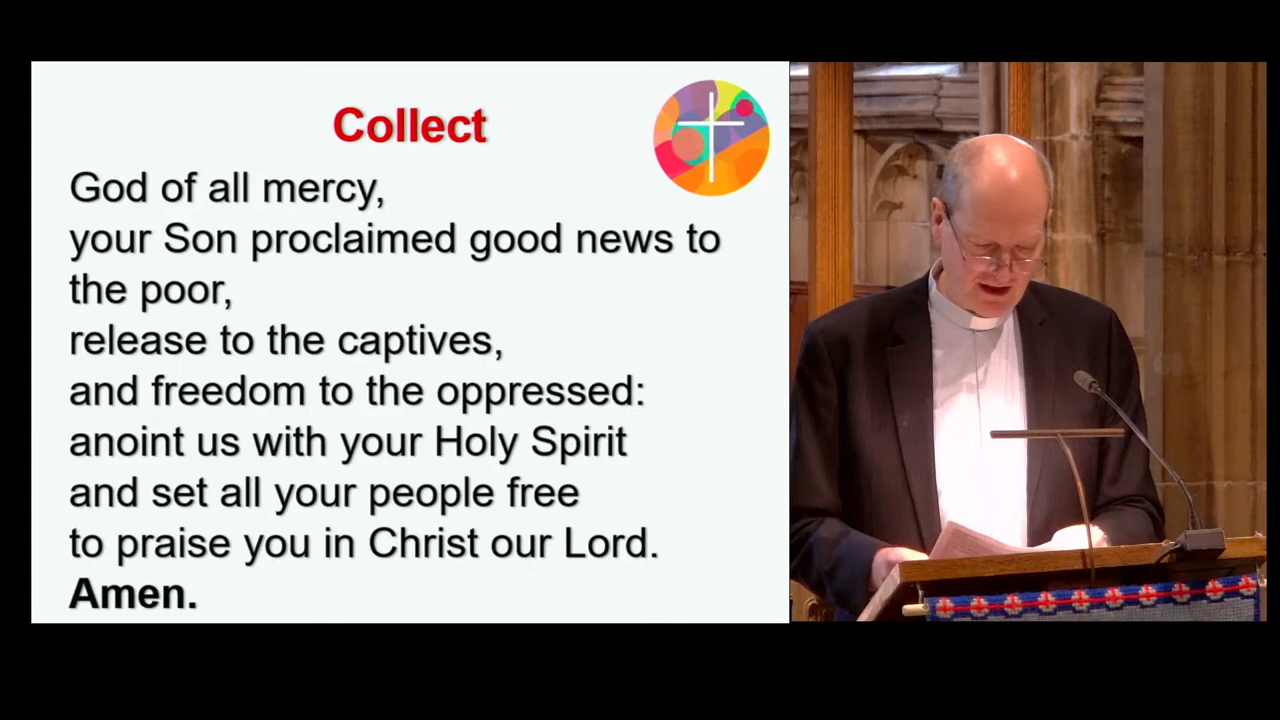 Collect
God of all mercy,
your Son proclaimed good news to
the poor,
release to the captives,
and freedom to the oppressed:
anoint us with your Holy Spirit
and set all your people free
to praise you in Christ our Lord.
Amen.